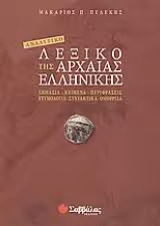 ΜΑΚΑΡΙΟΣ Π. ΠΕΛΕΚΗΣ
ΑΝΑΛΥΤΙΚΟ
ΛΕΞΙΚΟ
ΤΗΣ ΑΡΧΑΙΑΣ
ΕΛΛΗΝΙΚΗΣ
ΣΗΜΑΣΙΑ - ΚΕΙΜΕΝΑ - ΠΕΡΙΦΡΑΣΕΙΣ
ΕΤΥΜΟΛΟΓΙΑ - ΣΥΝΤΑΚΤΙΚΑ - ΟΜΟΡΡΙΖΑ
Σαββάλας